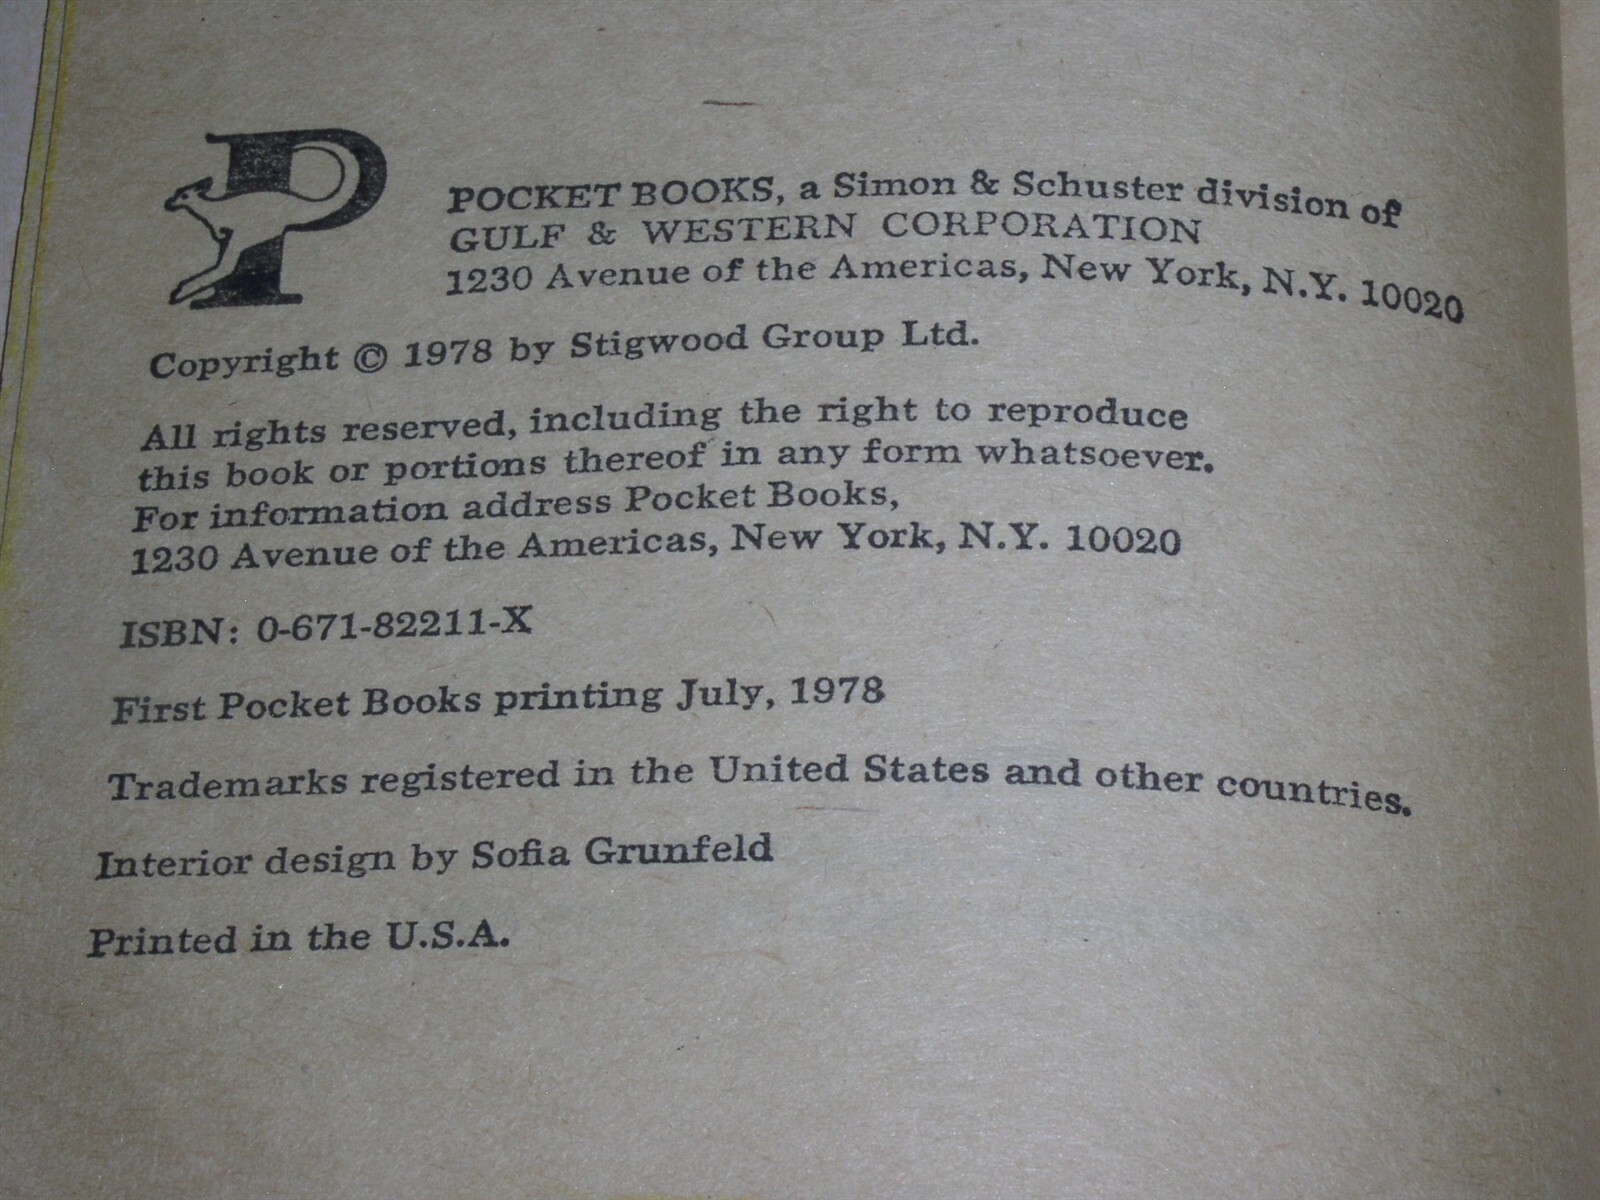 P
POCKET BOOKS, a Simon & Schuster division of
GULF & WESTERN CORPORATION
1230 Avenue of the Americas, New York, N.Y. 10020
Copyright © 1978 by Stigwood Group Ltd.
All rights reserved, including the right to reproduce
this book or portions thereof in any form whatsoever.
For information address Pocket Books,
1230 Avenue of the Americas, New York, N.Y. 10020
ISBN: 0-671-82211-X
First Pocket Books printing July, 1978
Trademarks registered in the United States and other countries.
Interior design by Sofia Grunfeld
Printed in the U.S.A.